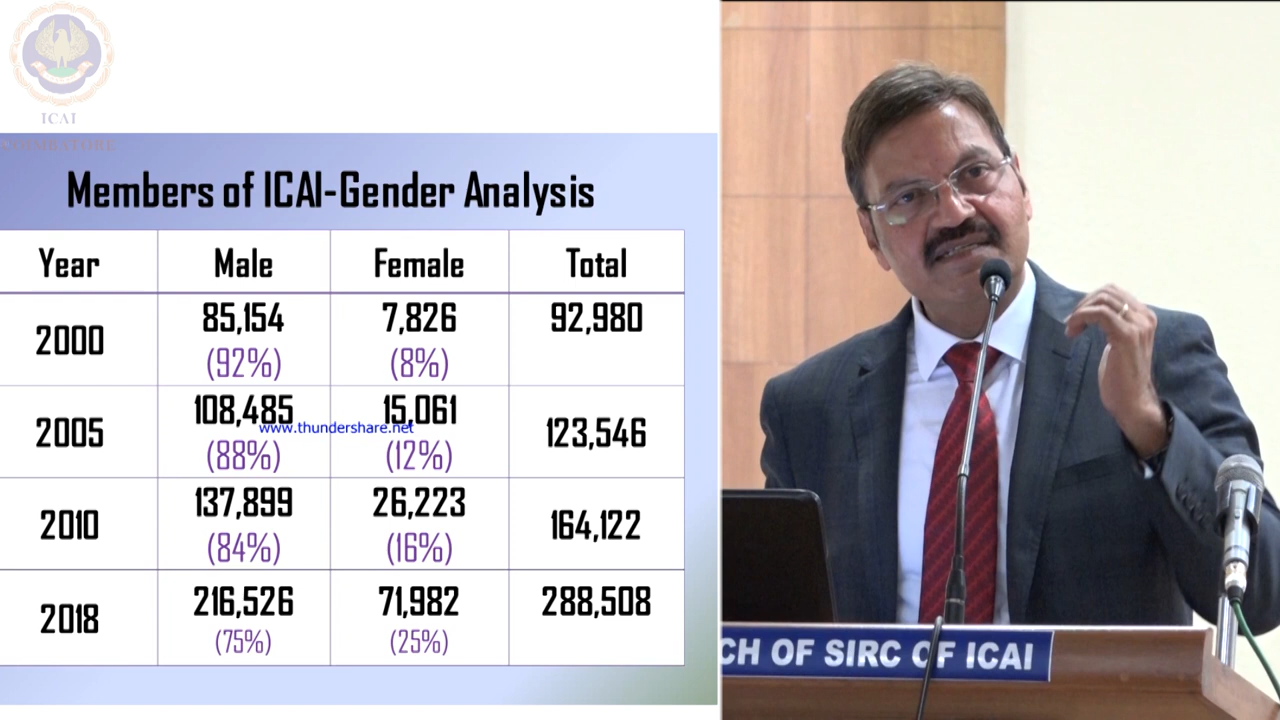 ICAI
COIMBATORE
Members of ICAI-Gender Analysis
Year Male Female Total
2000 85,154 7,826 92,980
(92%) (8%)
2005 108,485 15,061 123,546
www.thundershare.net
(88%) (12%)
2010 137,899 26,223 164,122
(84%) (16%)
2018 216,526 71,982 288,508
(75%) (25%)
CH OF SIRC OF ICAI